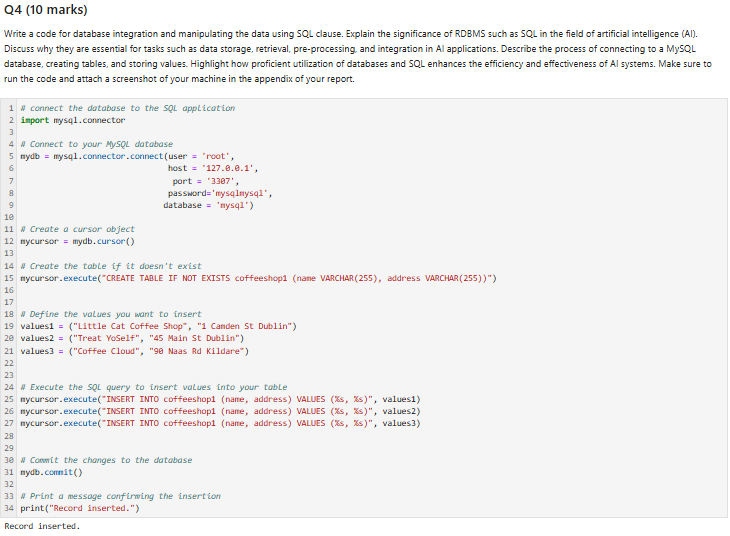 Q4 (10 marks)
Write a code for database integration and manipulating the data using SQL clause. Explain the significance of RDBMS such as SQL in the field of artificial intelligence (AI).
Discuss why they are essential for tasks such as data storage, retrieval, pre-processing, and integration in AI applications. Describe the process of connecting to a MySQL
database, creating tables, and storing values. Highlight how proficient utilization of databases and SQL enhances the efficiency and effectiveness of AI systems. Make sure to
run the code and attach a screenshot of your machine in the appendix of your report.
1 # connect the database to the SQL application
2 import mysql.connector
3
4 # Connect to your MySQL database
5 mydb = mysql.connector.connect(user = 'root',
6 host = '127.0.0.1',
7 port = '3307',
8 password='mysqlmysql',
9 database = 'mysql')
10
11 # Create a cursor object
12 mycursor = mydb.cursor()
13
14 # Create the table if it doesn't exist
15 mycursor.execute("CREATE TABLE IF NOT EXISTS coffeeshop1 (name VARCHAR(255), address VARCHAR(255))")
16
17
18 # Define the values you want to insert
19 values1 = ("Little Cat Coffee Shop", "1 Camden St Dublin")
20 values2 = ("Treat YoSelf", "45 Main St Dublin")
21 values3 = ("Coffee Cloud", "90 Naas Rd Kildare")
22
23
24 # Execute the SQL query to insert values into your table
25 mycursor.execute("INSERT INTO coffeeshop1 (name, address) VALUES (%s, %s)", values1)
26 mycursor.execute("INSERT INTO coffeeshop1 (name, address) VALUES (%s, %s)", values2)
27 mycursor.execute("INSERT INTO coffeeshop1 (name, address) VALUES (%s, %s)", values3)
28
29
30 # Commit the changes to the database
31 mydb.commit()
32
33 # Print a message confirming the insertion
34 print("Record inserted.")
Record inserted.